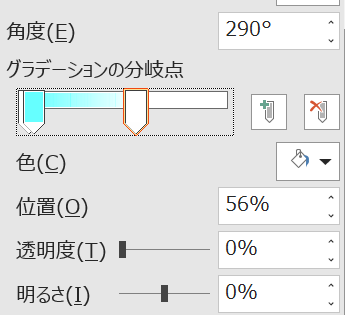 角度(E) 290°
グラデーションの分岐点
色(C)
位置(O) 56%
透明度(T) 0%
明るさ(I) 0%